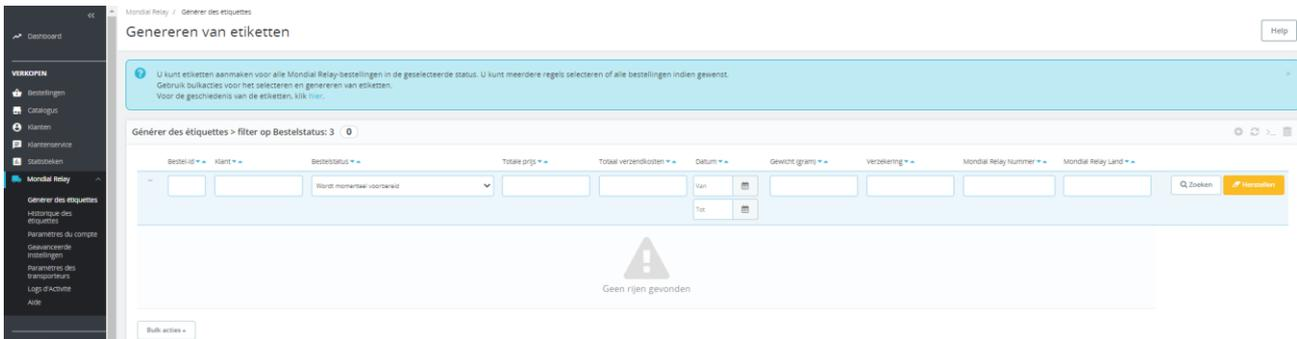 Mondial Relay / Générer des étiquettes
Genereren van etiketten
Help
Dashboard
VERKOPEN
Bestellingen
Catalogus
Klanten
Klantenservice
Statistieken
Mondial Relay
Générer des étiquettes
Historique des
étiquettes
Paramètres du compte
Geavanceerde
instellingen
Paramètres des
transporteurs
Logs d'Activité
Aide
U kunt etiketten aanmaken voor alle Mondial Relay-bestellingen in de geselecteerde status. U kunt meerdere regels selecteren of alle bestellingen indien gewenst.
Gebruik bulkacties voor het selecteren en genereren van etiketten.
Voor de geschiedenis van de etiketten, klik hier.
Générer des étiquettes > filter op Bestelstatus: 3 0
Bestel-id Klant Bestelstatus Totale prijs Totaal verzendkosten Datum Gewicht (gram) Verzekering Mondial Relay Nummer Mondial Relay Land
-- Wordt momenteel voorbereid Van Zoeken Herstellen
Tot
Geen rijen gevonden
Bulk acties